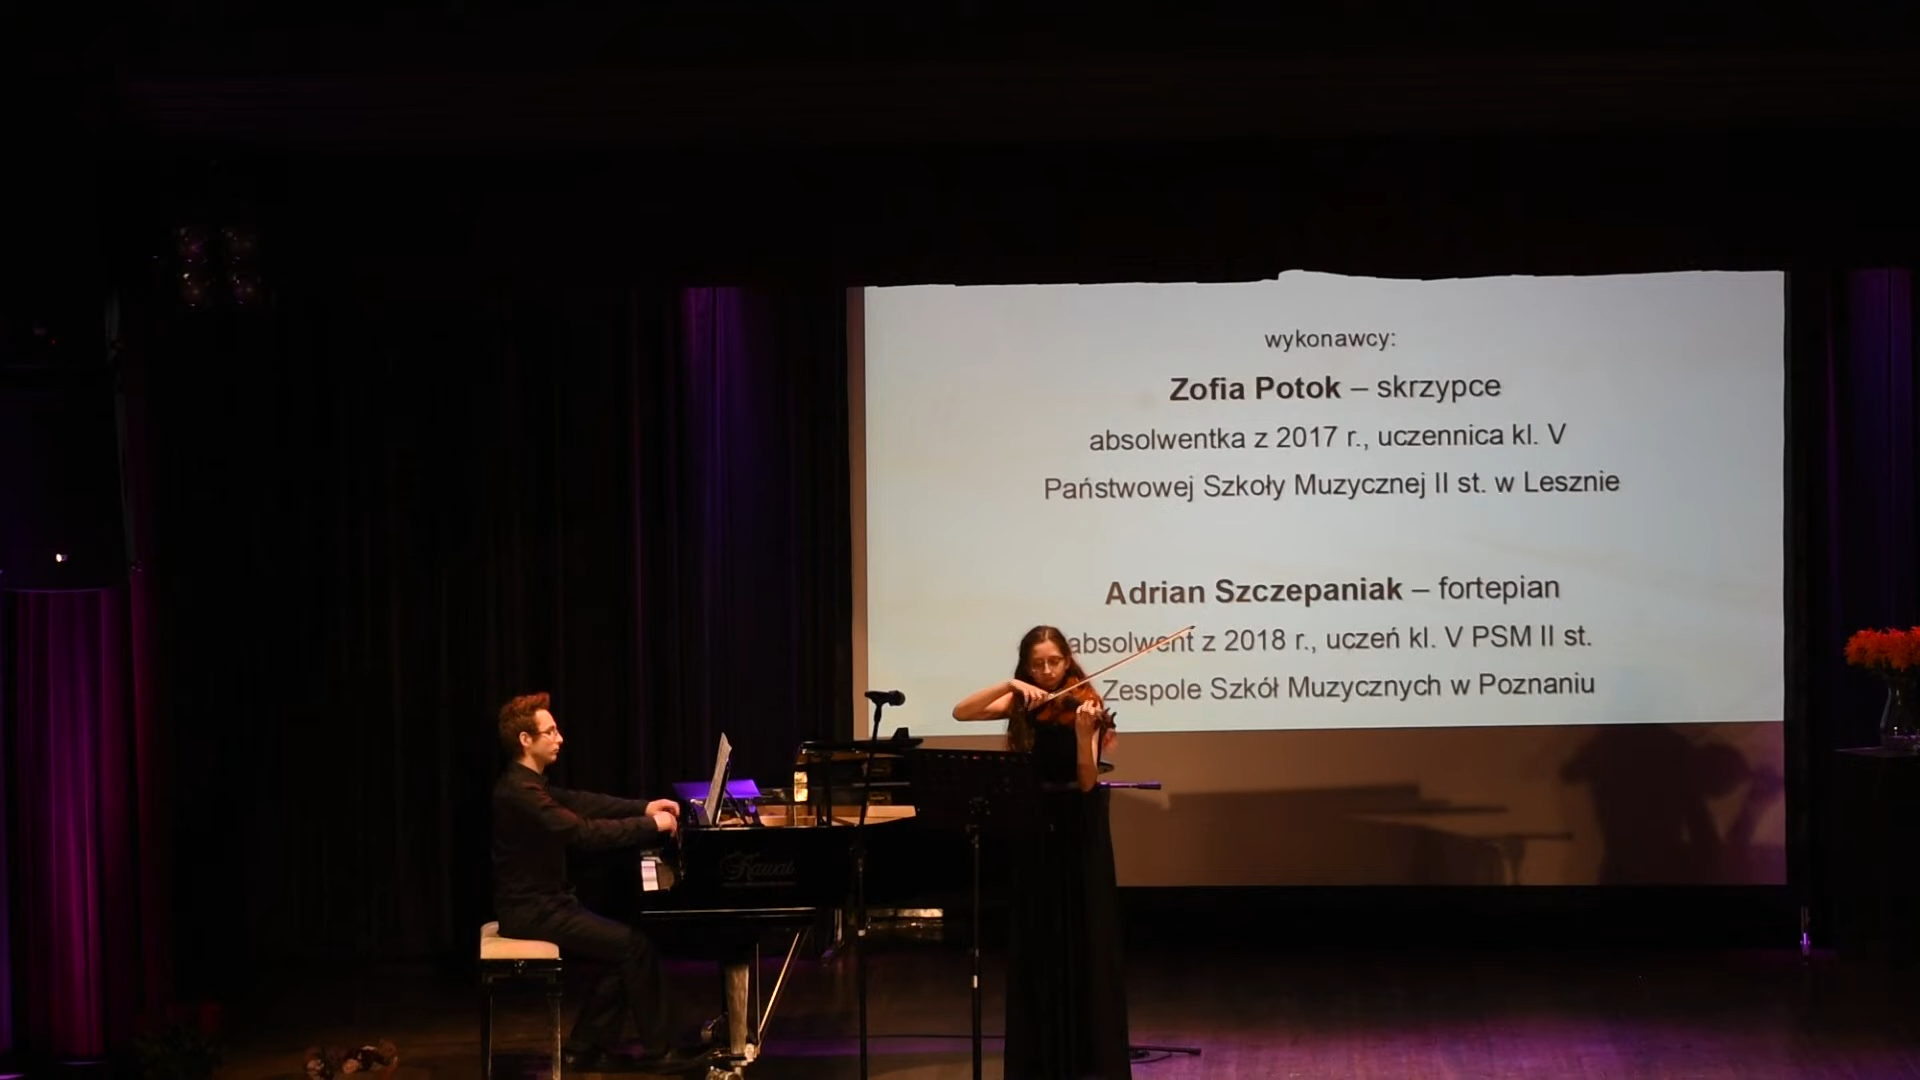 wykonawcy:
Zofia Potok – skrzypce
absolwentka z 2017 r., uczennica kl. V
Państwowej Szkoły Muzycznej II st. w Lesznie
Adrian Szczepaniak – fortepian
absolwent z 2018 r., uczeń kl. V PSM II st.
Zespole Szkół Muzycznych w Poznaniu
Kawai